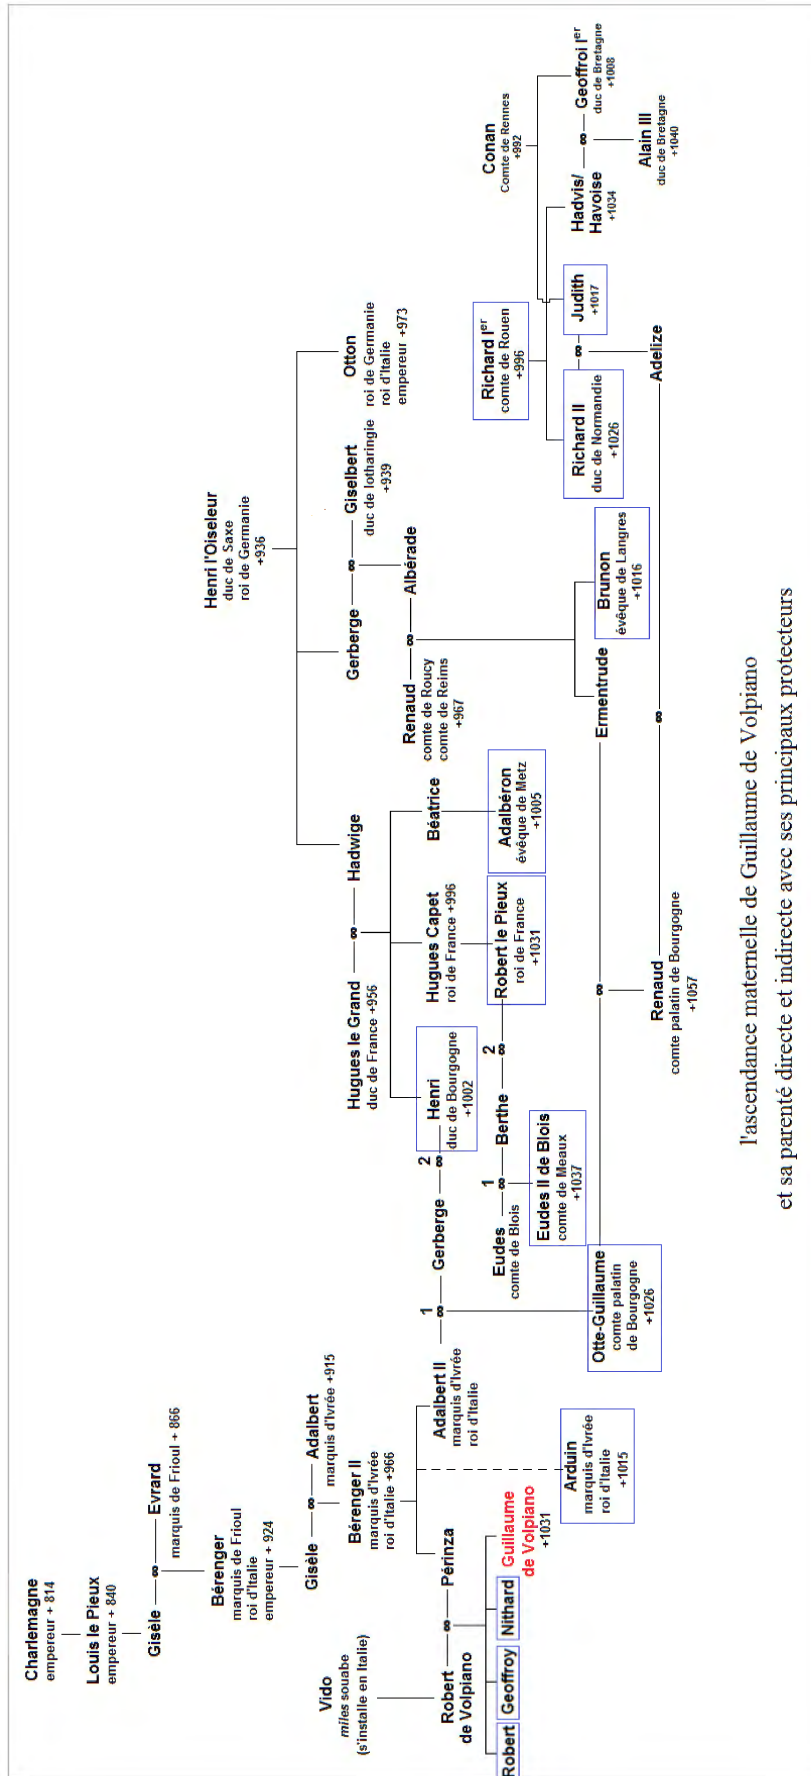 Charlemagne
empereur + 814
Louis le Pieux
empereur + 840
Gisèle
∞
Evrard
marquis de Frioul + 866
Bérenger
marquis de Frioul
roi d'Italie
empereur + 924
Gisèle
∞
Adalbert
marquis d'Ivrée +915
Vido
miles souabe
(s'installe en Italie)
Bérenger II
marquis d'Ivrée
roi d'Italie +966
Robert
de Volpiano
∞
Périnza
Adalbert II
marquis d'Ivrée
roi d'Italie
1
∞
Gerberge
2
∞
Henri
duc de Bourgogne
+1002
Robert
Geoffroy
Nithard
Guillaume
de Volpiano
+1031
Arduin
marquis d'Ivrée
roi d'Italie
+1015
Henri l'Oiseleur
duc de Saxe
roi de Germanie
+936
Hugues le Grand
duc de France +956
∞
Hadwige
Gerberge
∞
Giselbert
duc de lotharingie
+939
Otton
roi de Germanie
roi d'Italie
empereur +973
Hugues Capet
roi de France +996
Béatrice
Renaud
comte de Roucy
comte de Reims
+967
∞
Albérade
Eudes
comte de Blois
1
∞
Berthe
2
∞
Robert le Pieux
roi de France
+1031
Adalbéron
évêque de Metz
+1005
Eudes II de Blois
comte de Meaux
+1037
Richard Ier
comte de Rouen
+996
Conan
Comte de Rennes
+992
Otte-Guillaume
comte palatin
de Bourgogne
+1026
∞
Ermentrude
Brunon
évêque de Langres
+1016
Richard II
duc de Normandie
+1026
∞
Judith
+1017
Hadvis/
Havoise
+1034
∞
Geoffroi Ier
duc de Bretagne
+1008
Renaud
comte palatin de Bourgogne
+1057
∞
Adelize
Alain III
duc de Bretagne
+1040
l'ascendance maternelle de Guillaume de Volpiano
et sa parenté directe et indirecte avec ses principaux protecteurs